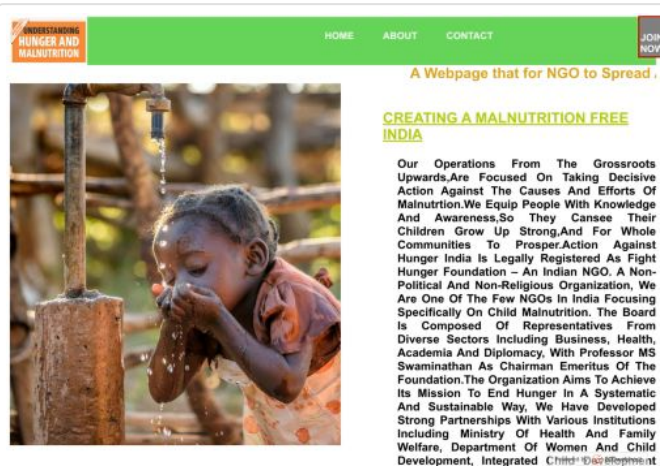 UNDERSTANDING
HUNGER AND
MALNUTRITION
HOME ABOUT CONTACT
JOIN
NOW
A Webpage that for NGO to Spread
CREATING A MALNUTRITION FREE
INDIA
Our Operations From The Grossroots
Upwards,Are Focused On Taking Decisive
Action Against The Causes And Efforts Of
Malnutrtion.We Equip People With Knowledge
And Awareness,So They Cansee Their
Children Grow Up Strong,And For Whole
Communities To Prosper.Action Against
Hunger India Is Legally Registered As Fight
Hunger Foundation – An Indian NGO. A Non-
Political And Non-Religious Organization, We
Are One Of The Few NGOs In India Focusing
Specifically On Child Malnutrition. The Board
Is Composed Of Representatives From
Diverse Sectors Including Business, Health,
Academia And Diplomacy, With Professor MS
Swaminathan As Chairman Emeritus Of The
Foundation.The Organization Aims To Achieve
Its Mission To End Hunger In A Systematic
And Sustainable Way, We Have Developed
Strong Partnerships With Various Institutions
Including Ministry Of Health And Family
Welfare, Department Of Women And Child
Development, Integrated Child Development